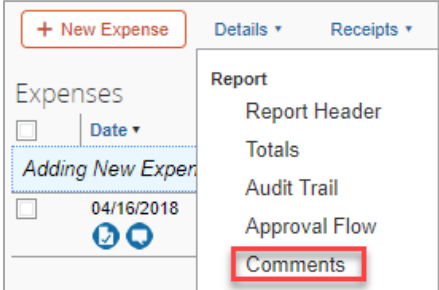 + New Expense Details ▾ Receipts ▾
Report
Expenses
Report Header
Date ▾
Totals
Adding New Expen
Audit Trail
04/16/2018
Approval Flow
Comments